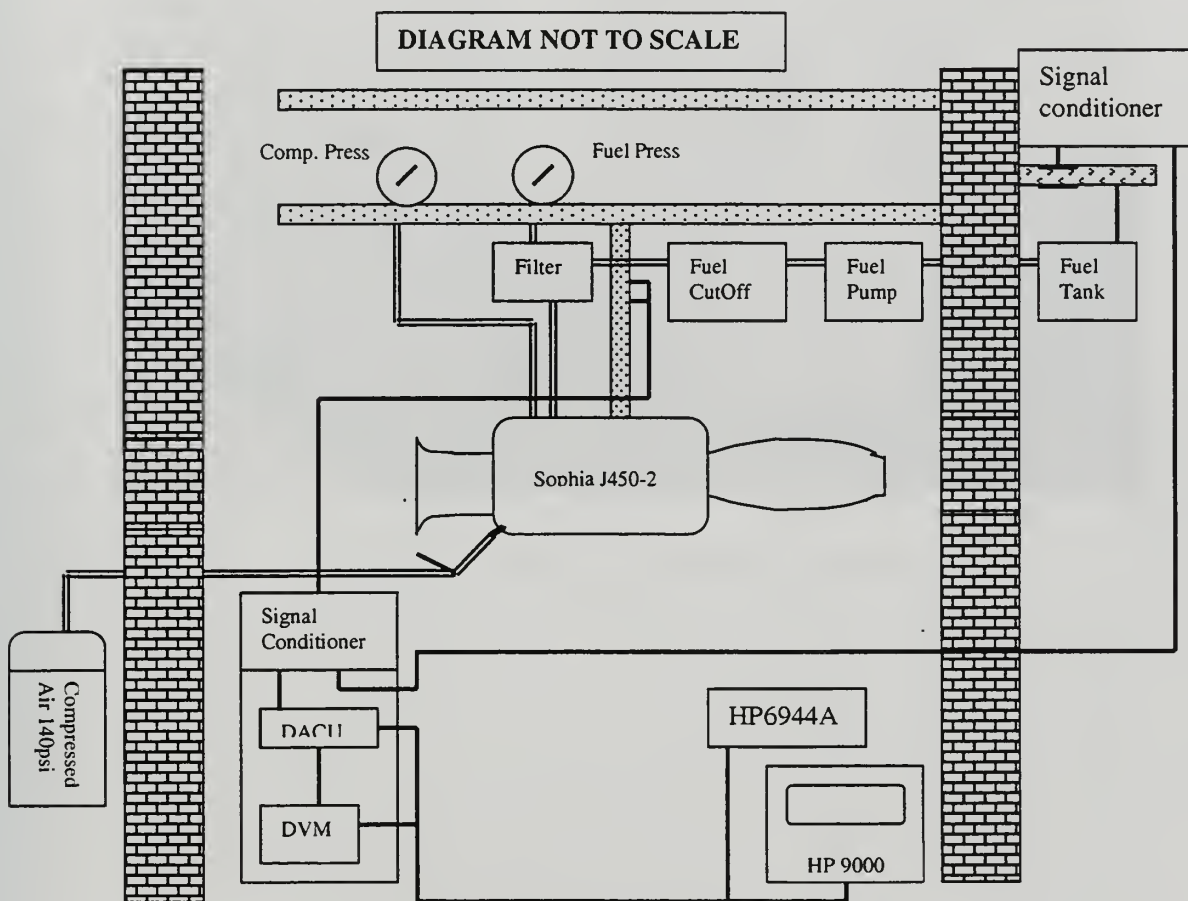 DIAGRAM NOT TO SCALE
Signal
conditioner
Comp. Press
Fuel Press
Filter
Fuel
CutOff
Fuel
Pump
Fuel
Tank
Sophia J450-2
Signal
Conditioner
Compressed
Air 140psi
DACU
HP6944A
DVM
HP 9000